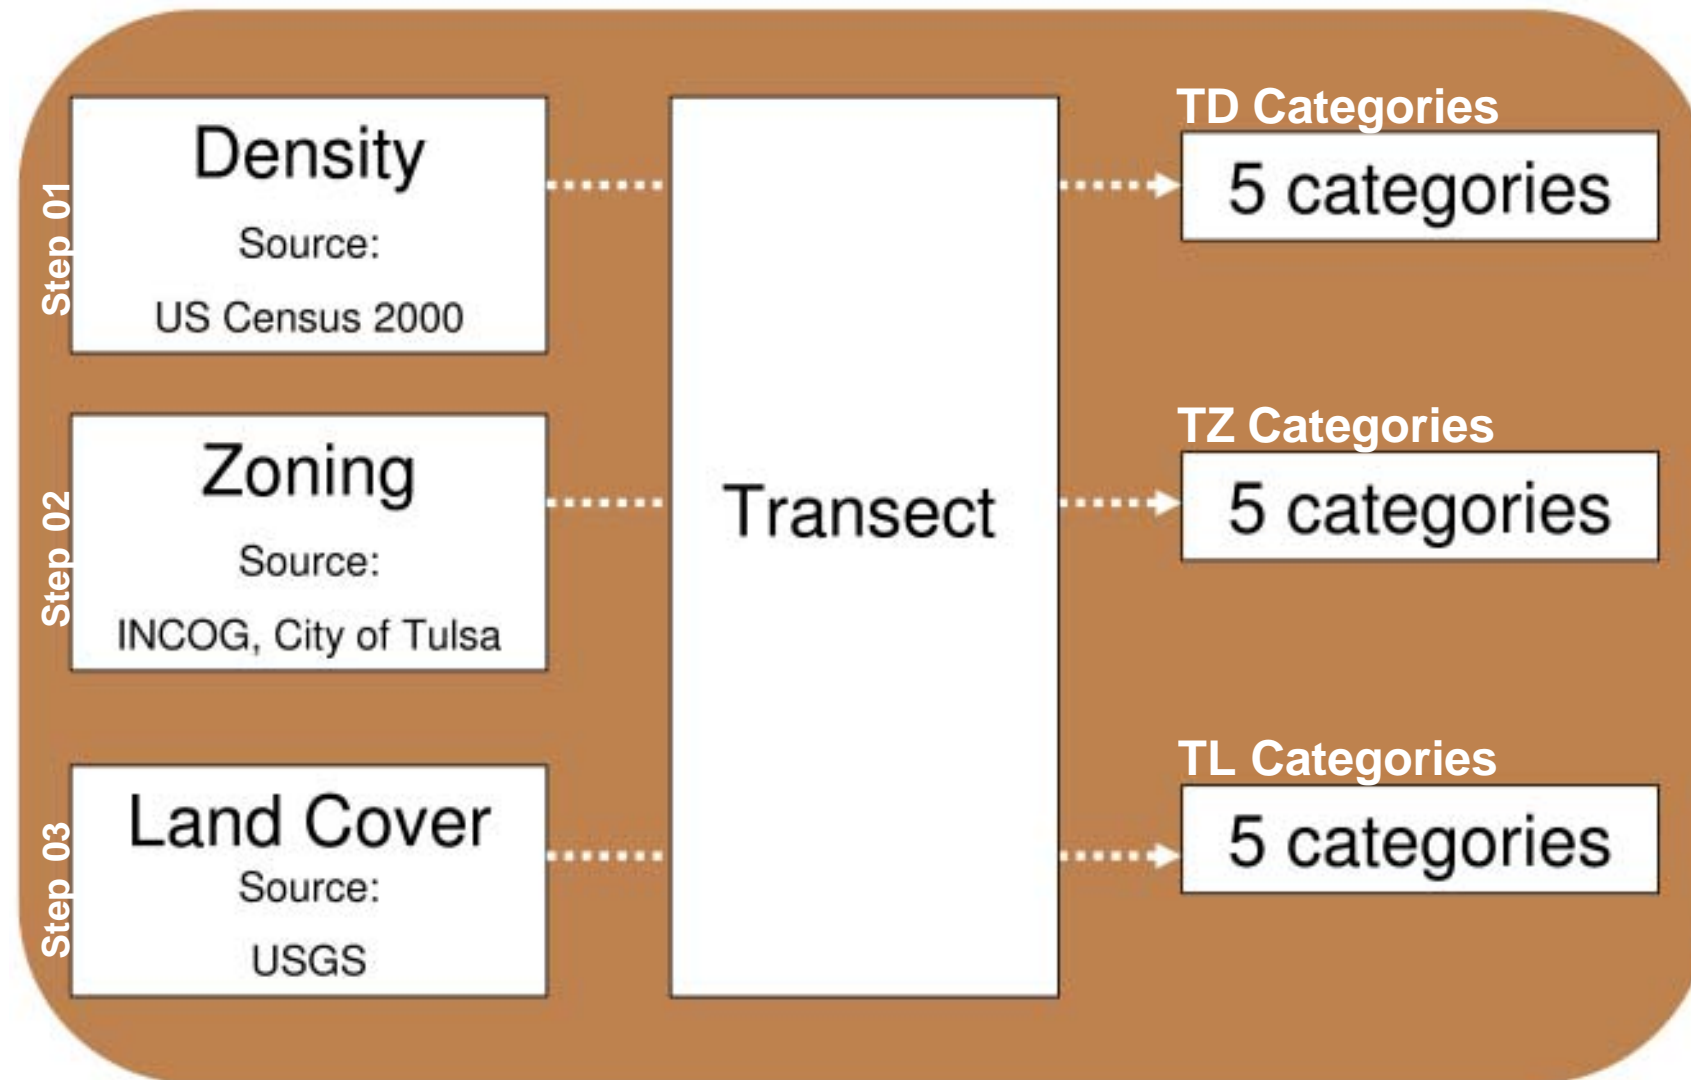 Step 01
Density
Source:
US Census 2000
TD Categories
5 categories
Step 02
Zoning
Source:
INCOG, City of Tulsa
Transect
TZ Categories
5 categories
Step 03
Land Cover
Source:
USGS
TL Categories
5 categories